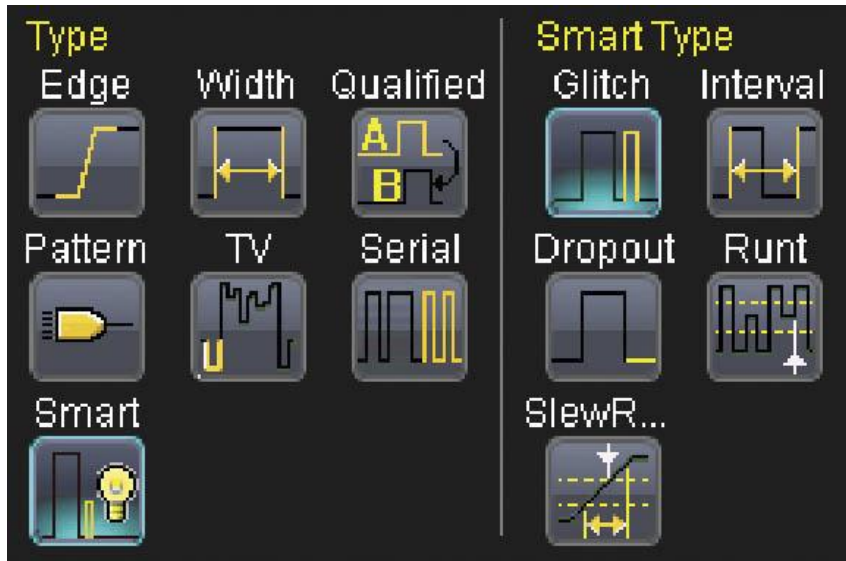 Type
Edge Width Qualified
A
B
Pattern TV Serial
Smart
Smart Type
Glitch Interval
Dropout Runt
SlewR...